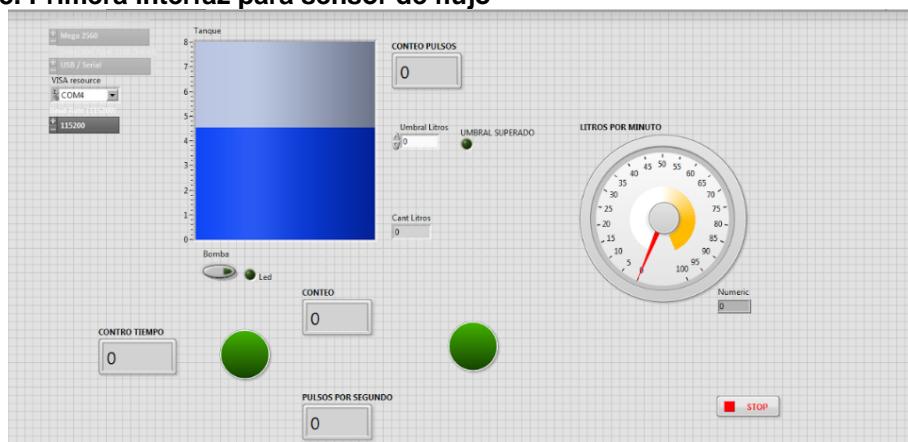 Primera interfaz para sensor de flujo
Mega 2560
USB / Serial
VISA resource
COM4
115200
Tanque
8
7
6
5
4
3
2
1
0
CONTEO PULSOS
0
Umbral Litros
0
UMBRAL SUPERADO
Cant Litros
0
LITROS POR MINUTO
0
5
10
15
20
25
30
35
40
45
50
55
60
65
70
75
80
85
90
95
100
Numeric
0
Bomba
Led
CONTEO
0
CONTRO TIEMPO
0
PULSOS POR SEGUNDO
0
STOP